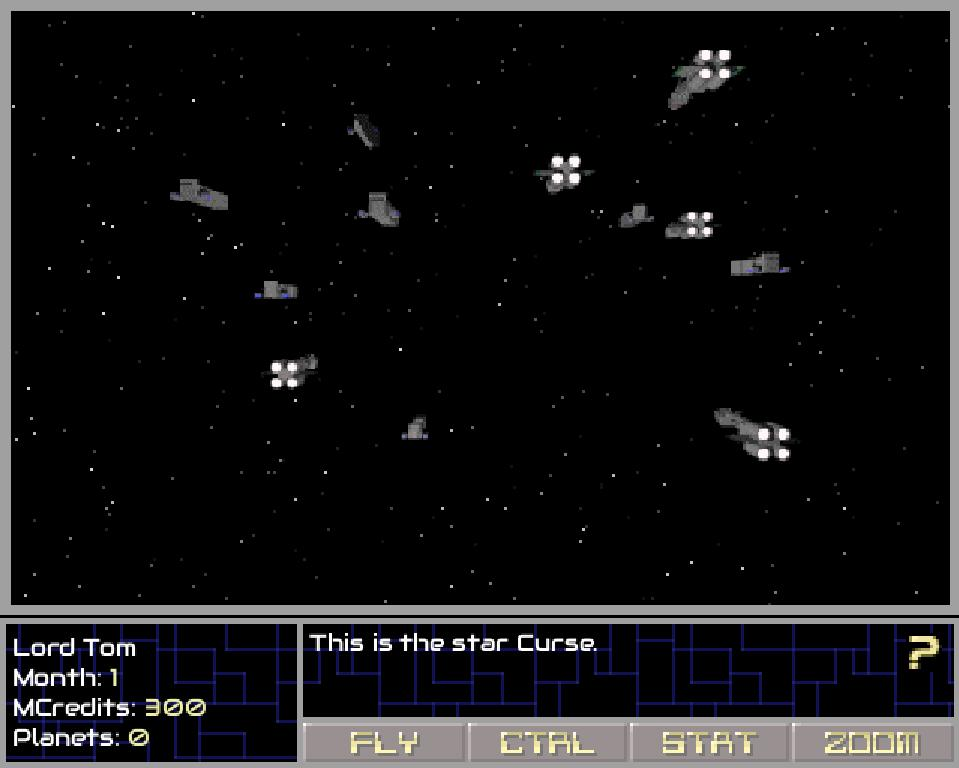 Lord Tom
Month: 1
MCredits: 300
Planets: 0
This is the star Curse.
?
FLY
CTRL
STAT
ZOOM